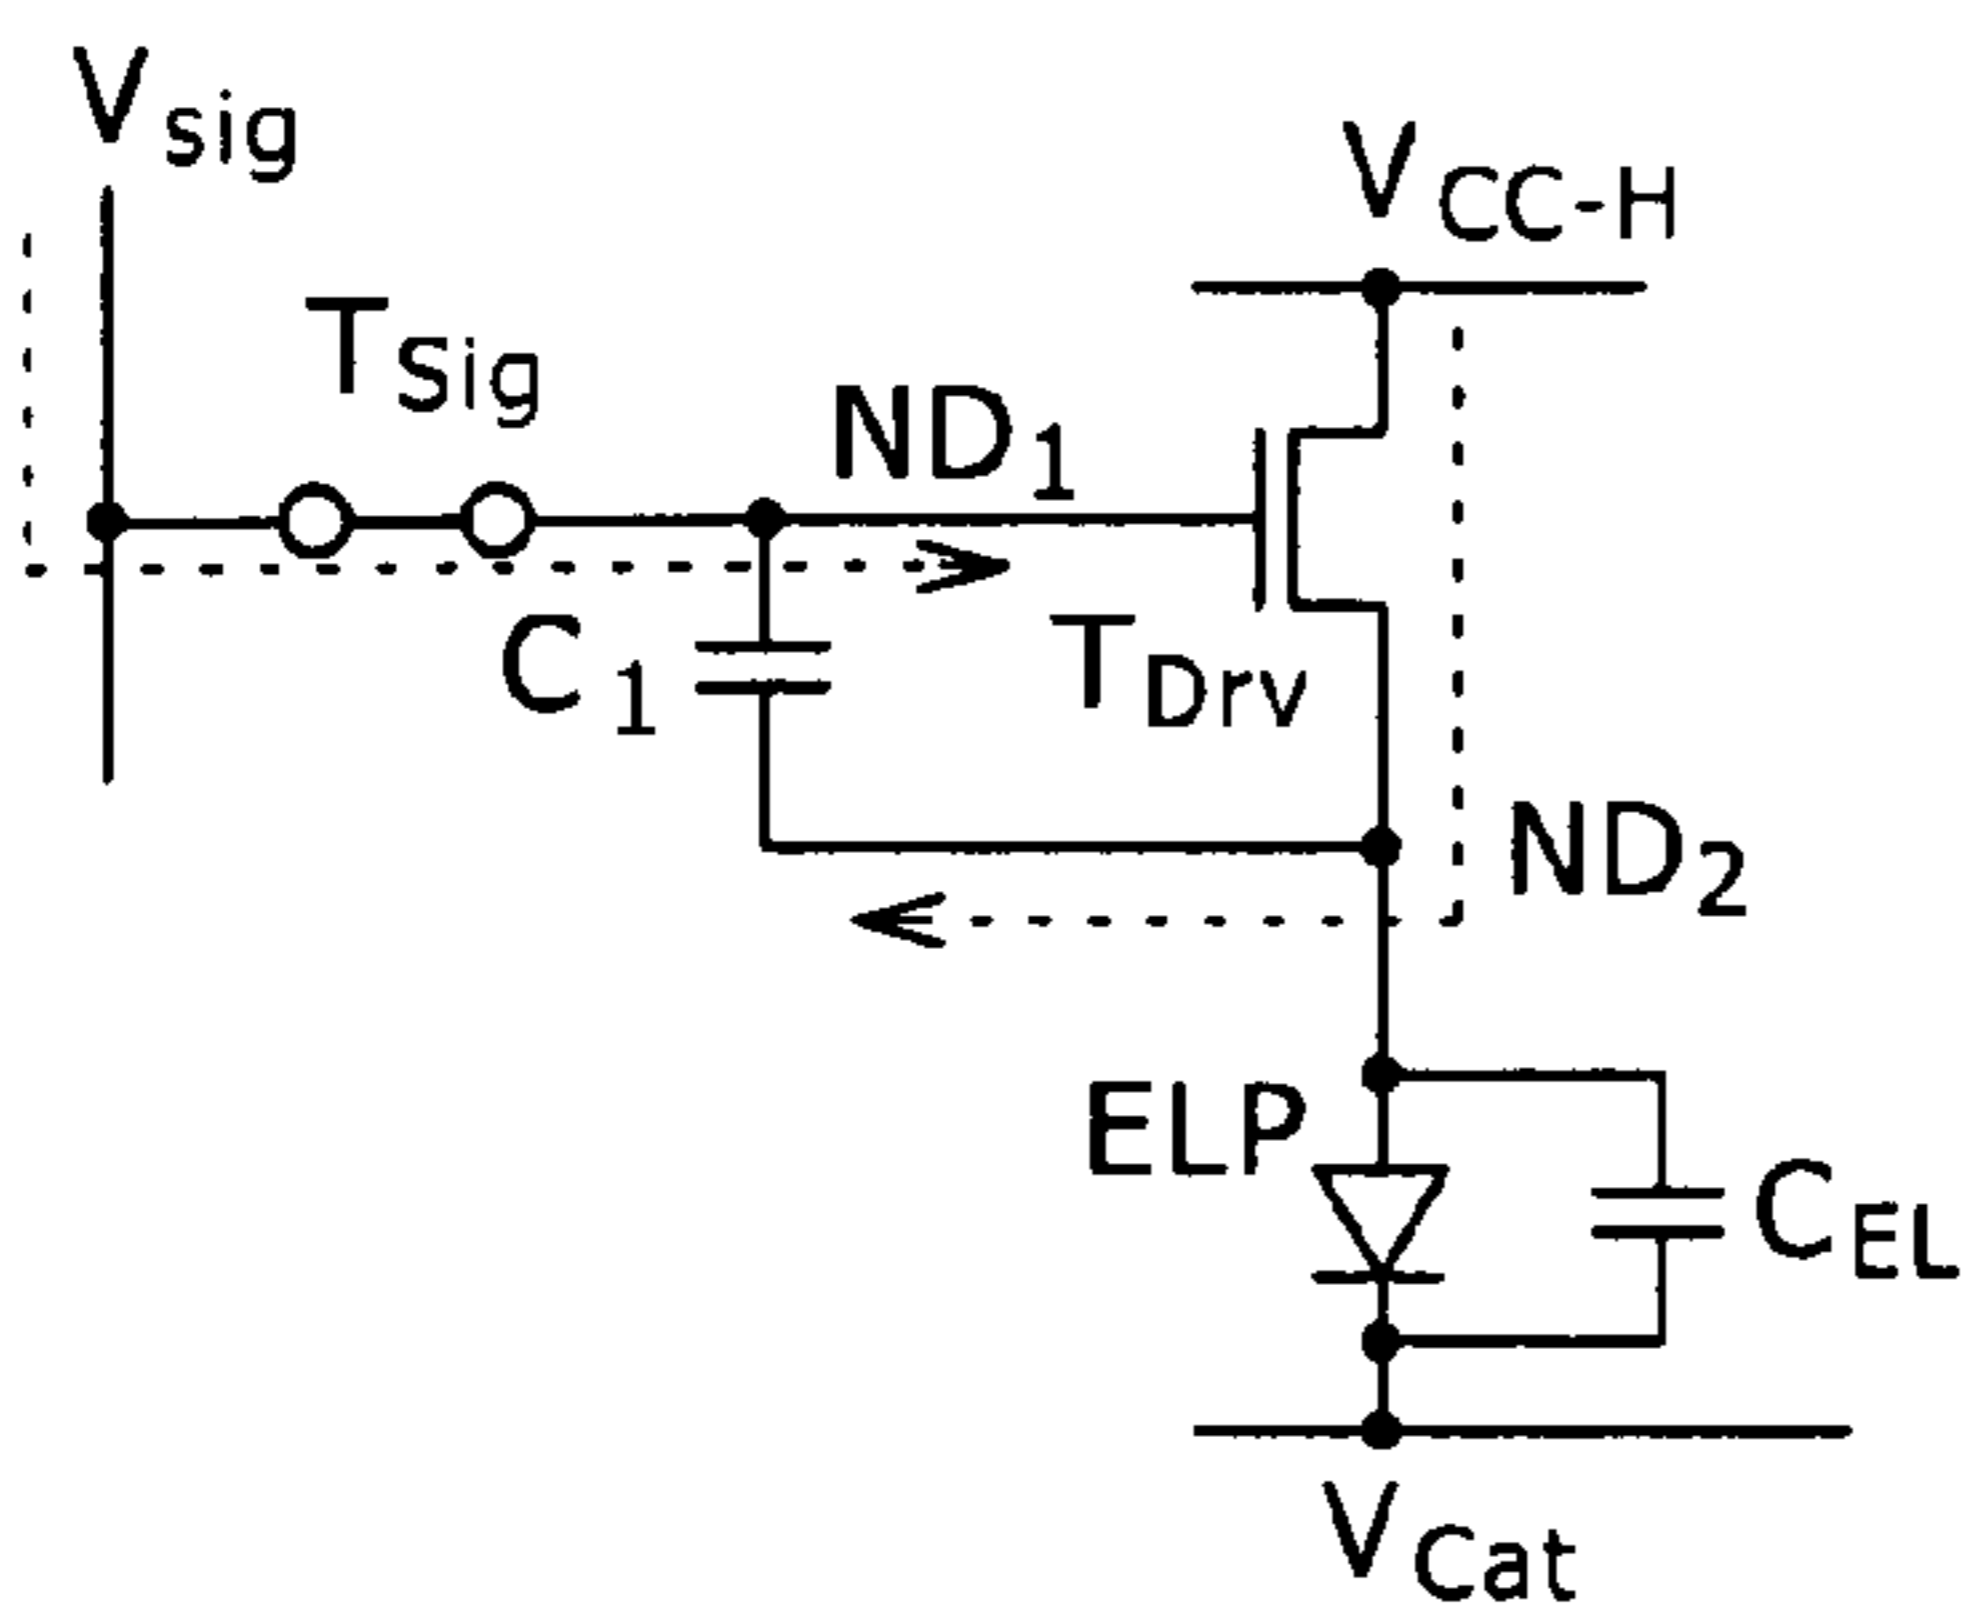 Vsig
VCC-H
TSig
ND1
C1
TDrv
ND2
ELP
CEL
VCat